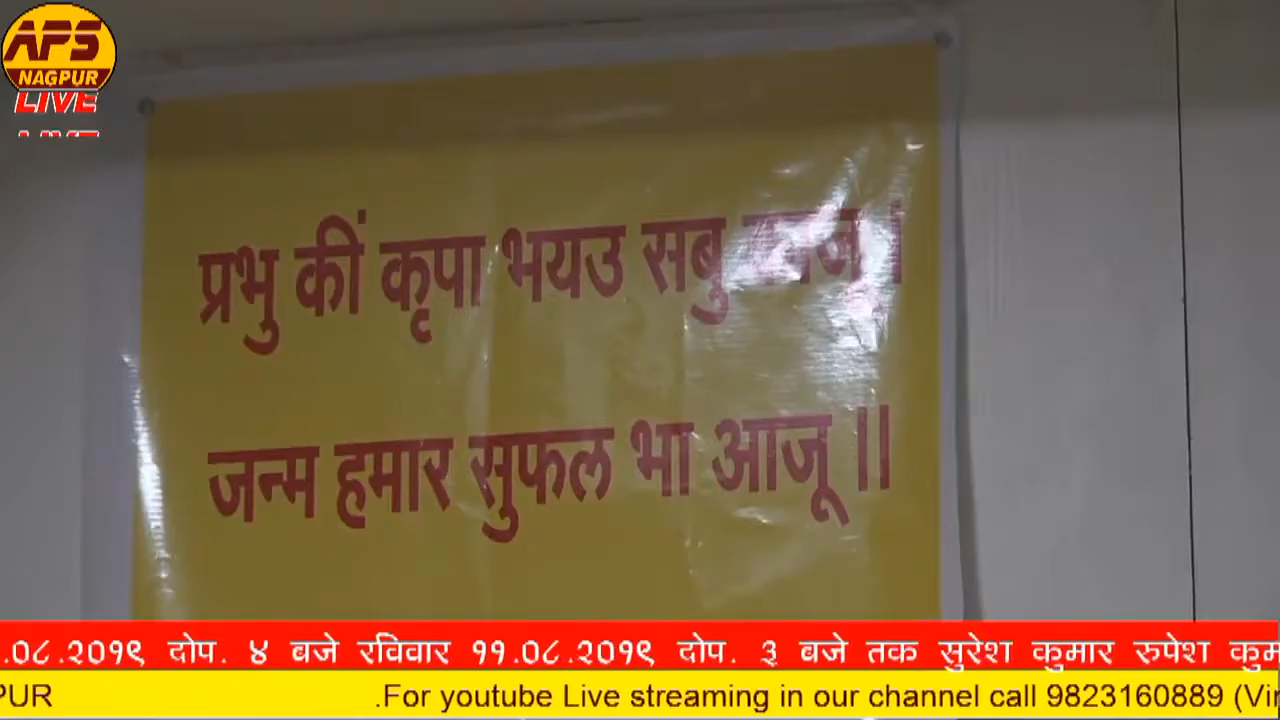 APS
NAGPUR
LIVE
प्रभु कीं कृपा भयउ सबु
जन्म हमार सुफल भा आजू ।।
.०८.२०१९ दोप. ४ बजे रविवार ११.०८.२०१९ दोप. ३ बजे तक सुरेश कुमार रुपेश
PUR .For youtube Live streaming in our channel call 9823160889